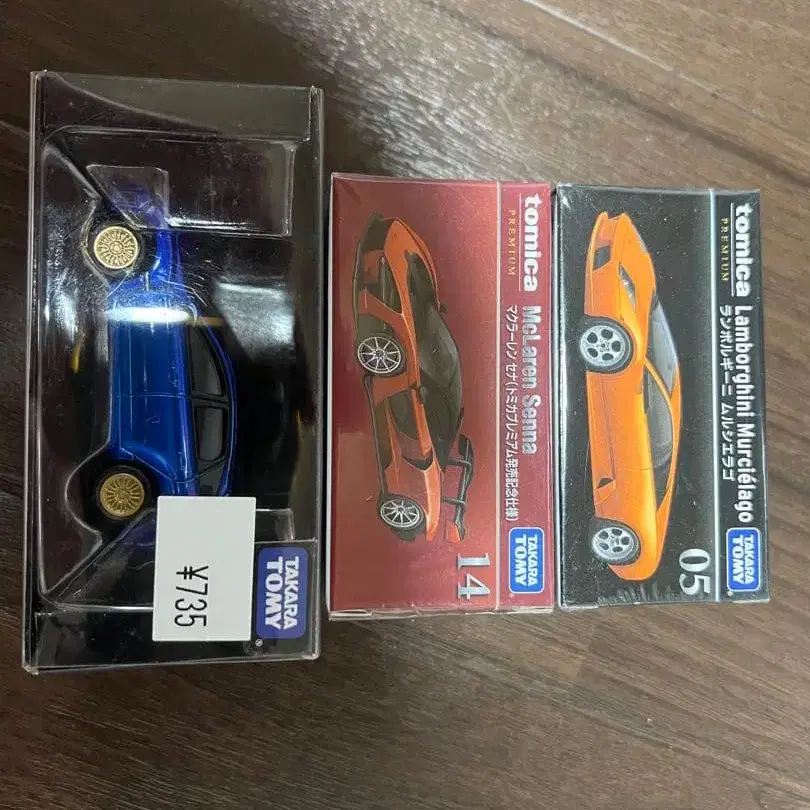 ¥735
TAKARA
TOMY
®
tomica
PREMIUM
McLaren Senna
マクラーレン セナ(トミカプレミアム発売記念仕様)
14
TAKARA
TOMY
tomica
PREMIUM
Lamborghini Murciélago
ランボルギーニ ムルシエラゴ
05
TAKARA
TOMY